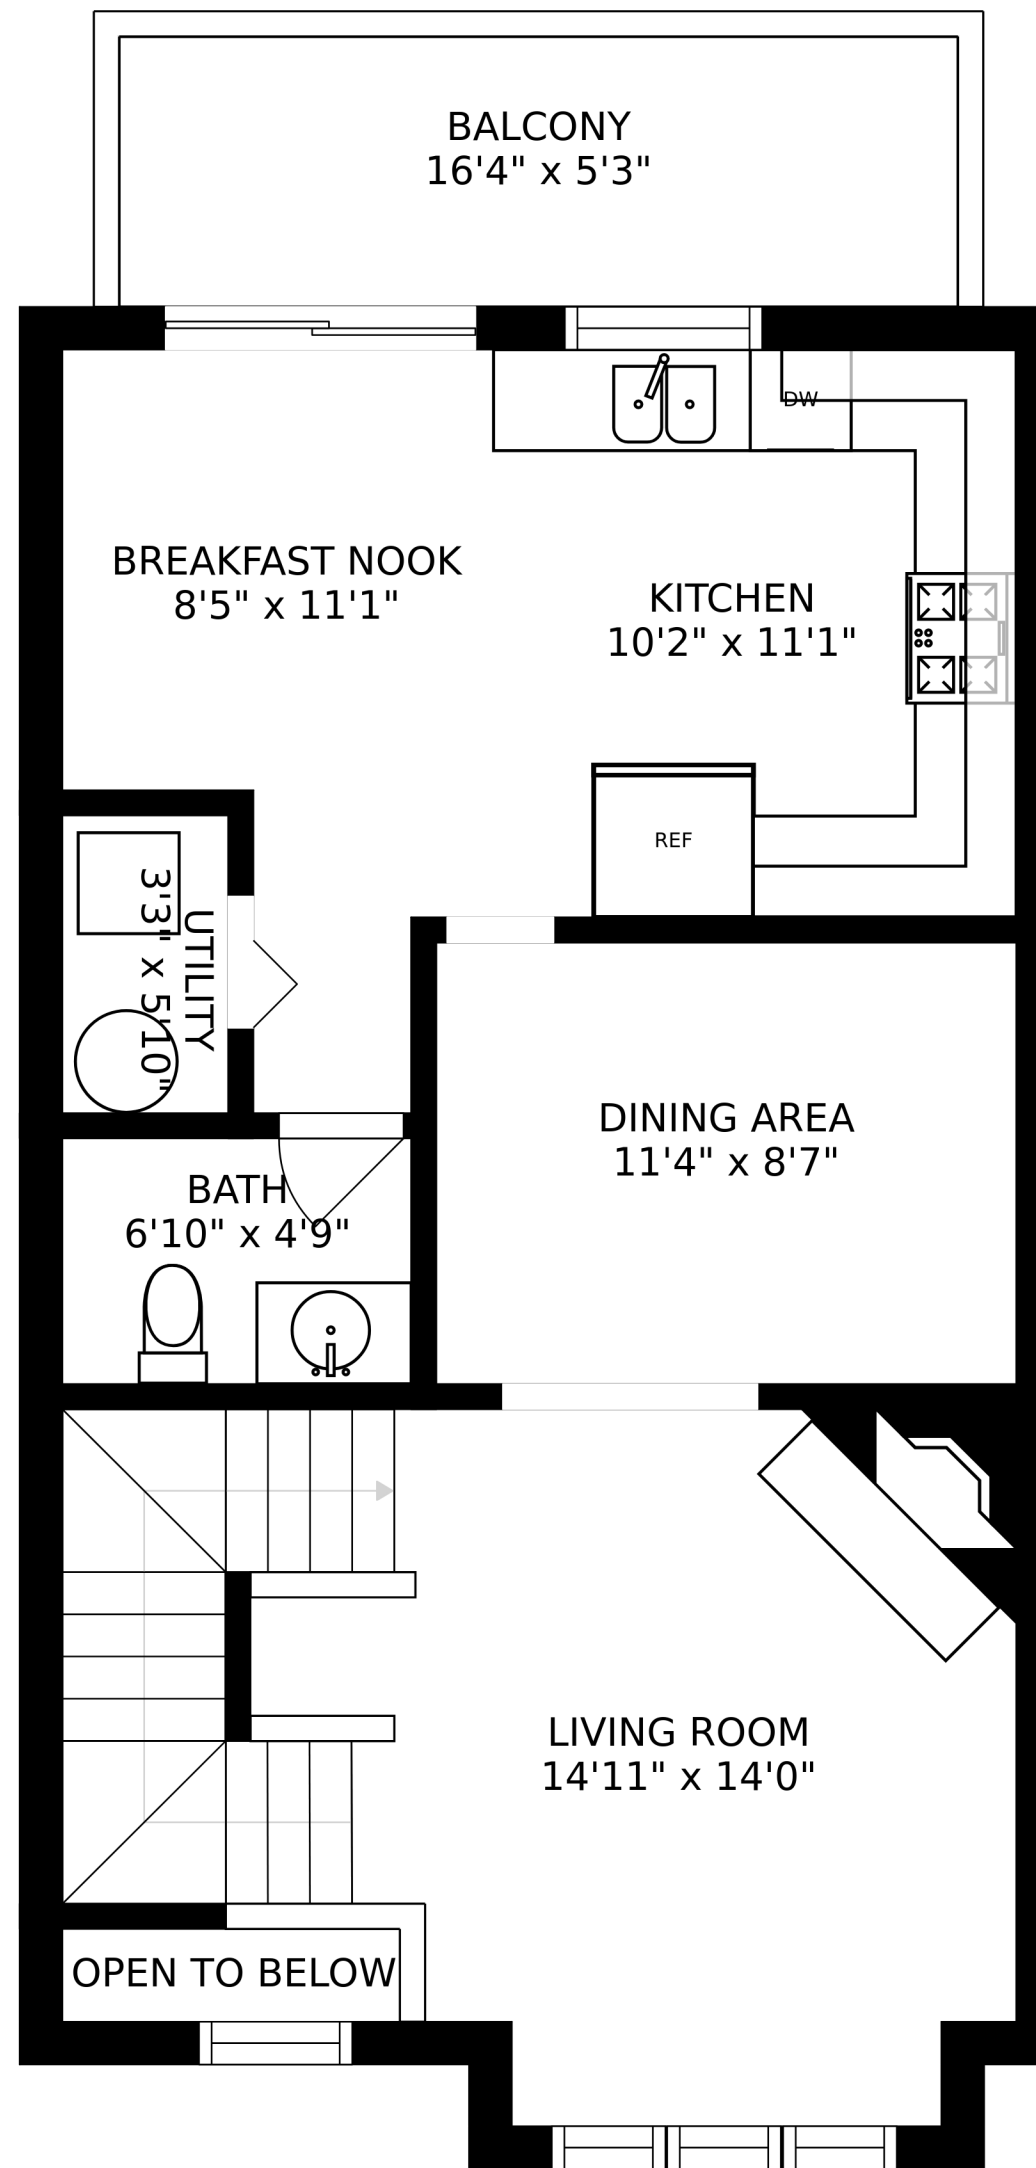 BALCONY
16'4" x 5'3"
DW
BREAKFAST NOOK
8'5" x 11'1"
KITCHEN
10'2" x 11'1"
REF
UTILITY
3'3" x 5'10"
DINING AREA
11'4" x 8'7"
BATH
6'10" x 4'9"
LIVING ROOM
14'11" x 14'0"
OPEN TO BELOW